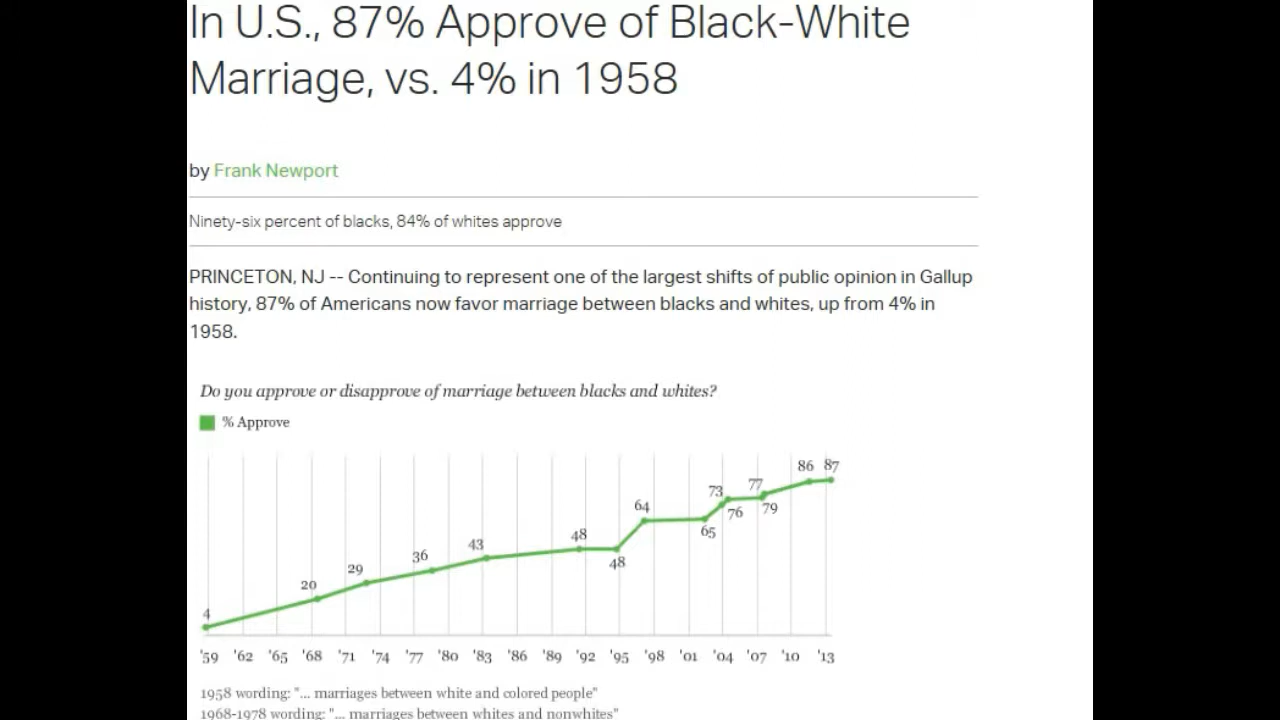 In U.S., 87% Approve of Black-White
Marriage, vs. 4% in 1958
by Frank Newport
Ninety-six percent of blacks, 84% of whites approve
PRINCETON, NJ -- Continuing to represent one of the largest shifts of public opinion in Gallup
history, 87% of Americans now favor marriage between blacks and whites, up from 4% in
1958.
Do you approve or disapprove of marriage between blacks and whites?
% Approve
4
20
29
36
43
48
48
64
65
73
76
77
79
86
87
'59 '62 '65 '68 '71 '74 '77 '80 '83 '86 '89 '92 '95 '98 '01 '04 '07 '10 '13
1958 wording: "... marriages between white and colored people"
1968-1978 wording: "... marriages between whites and nonwhites"